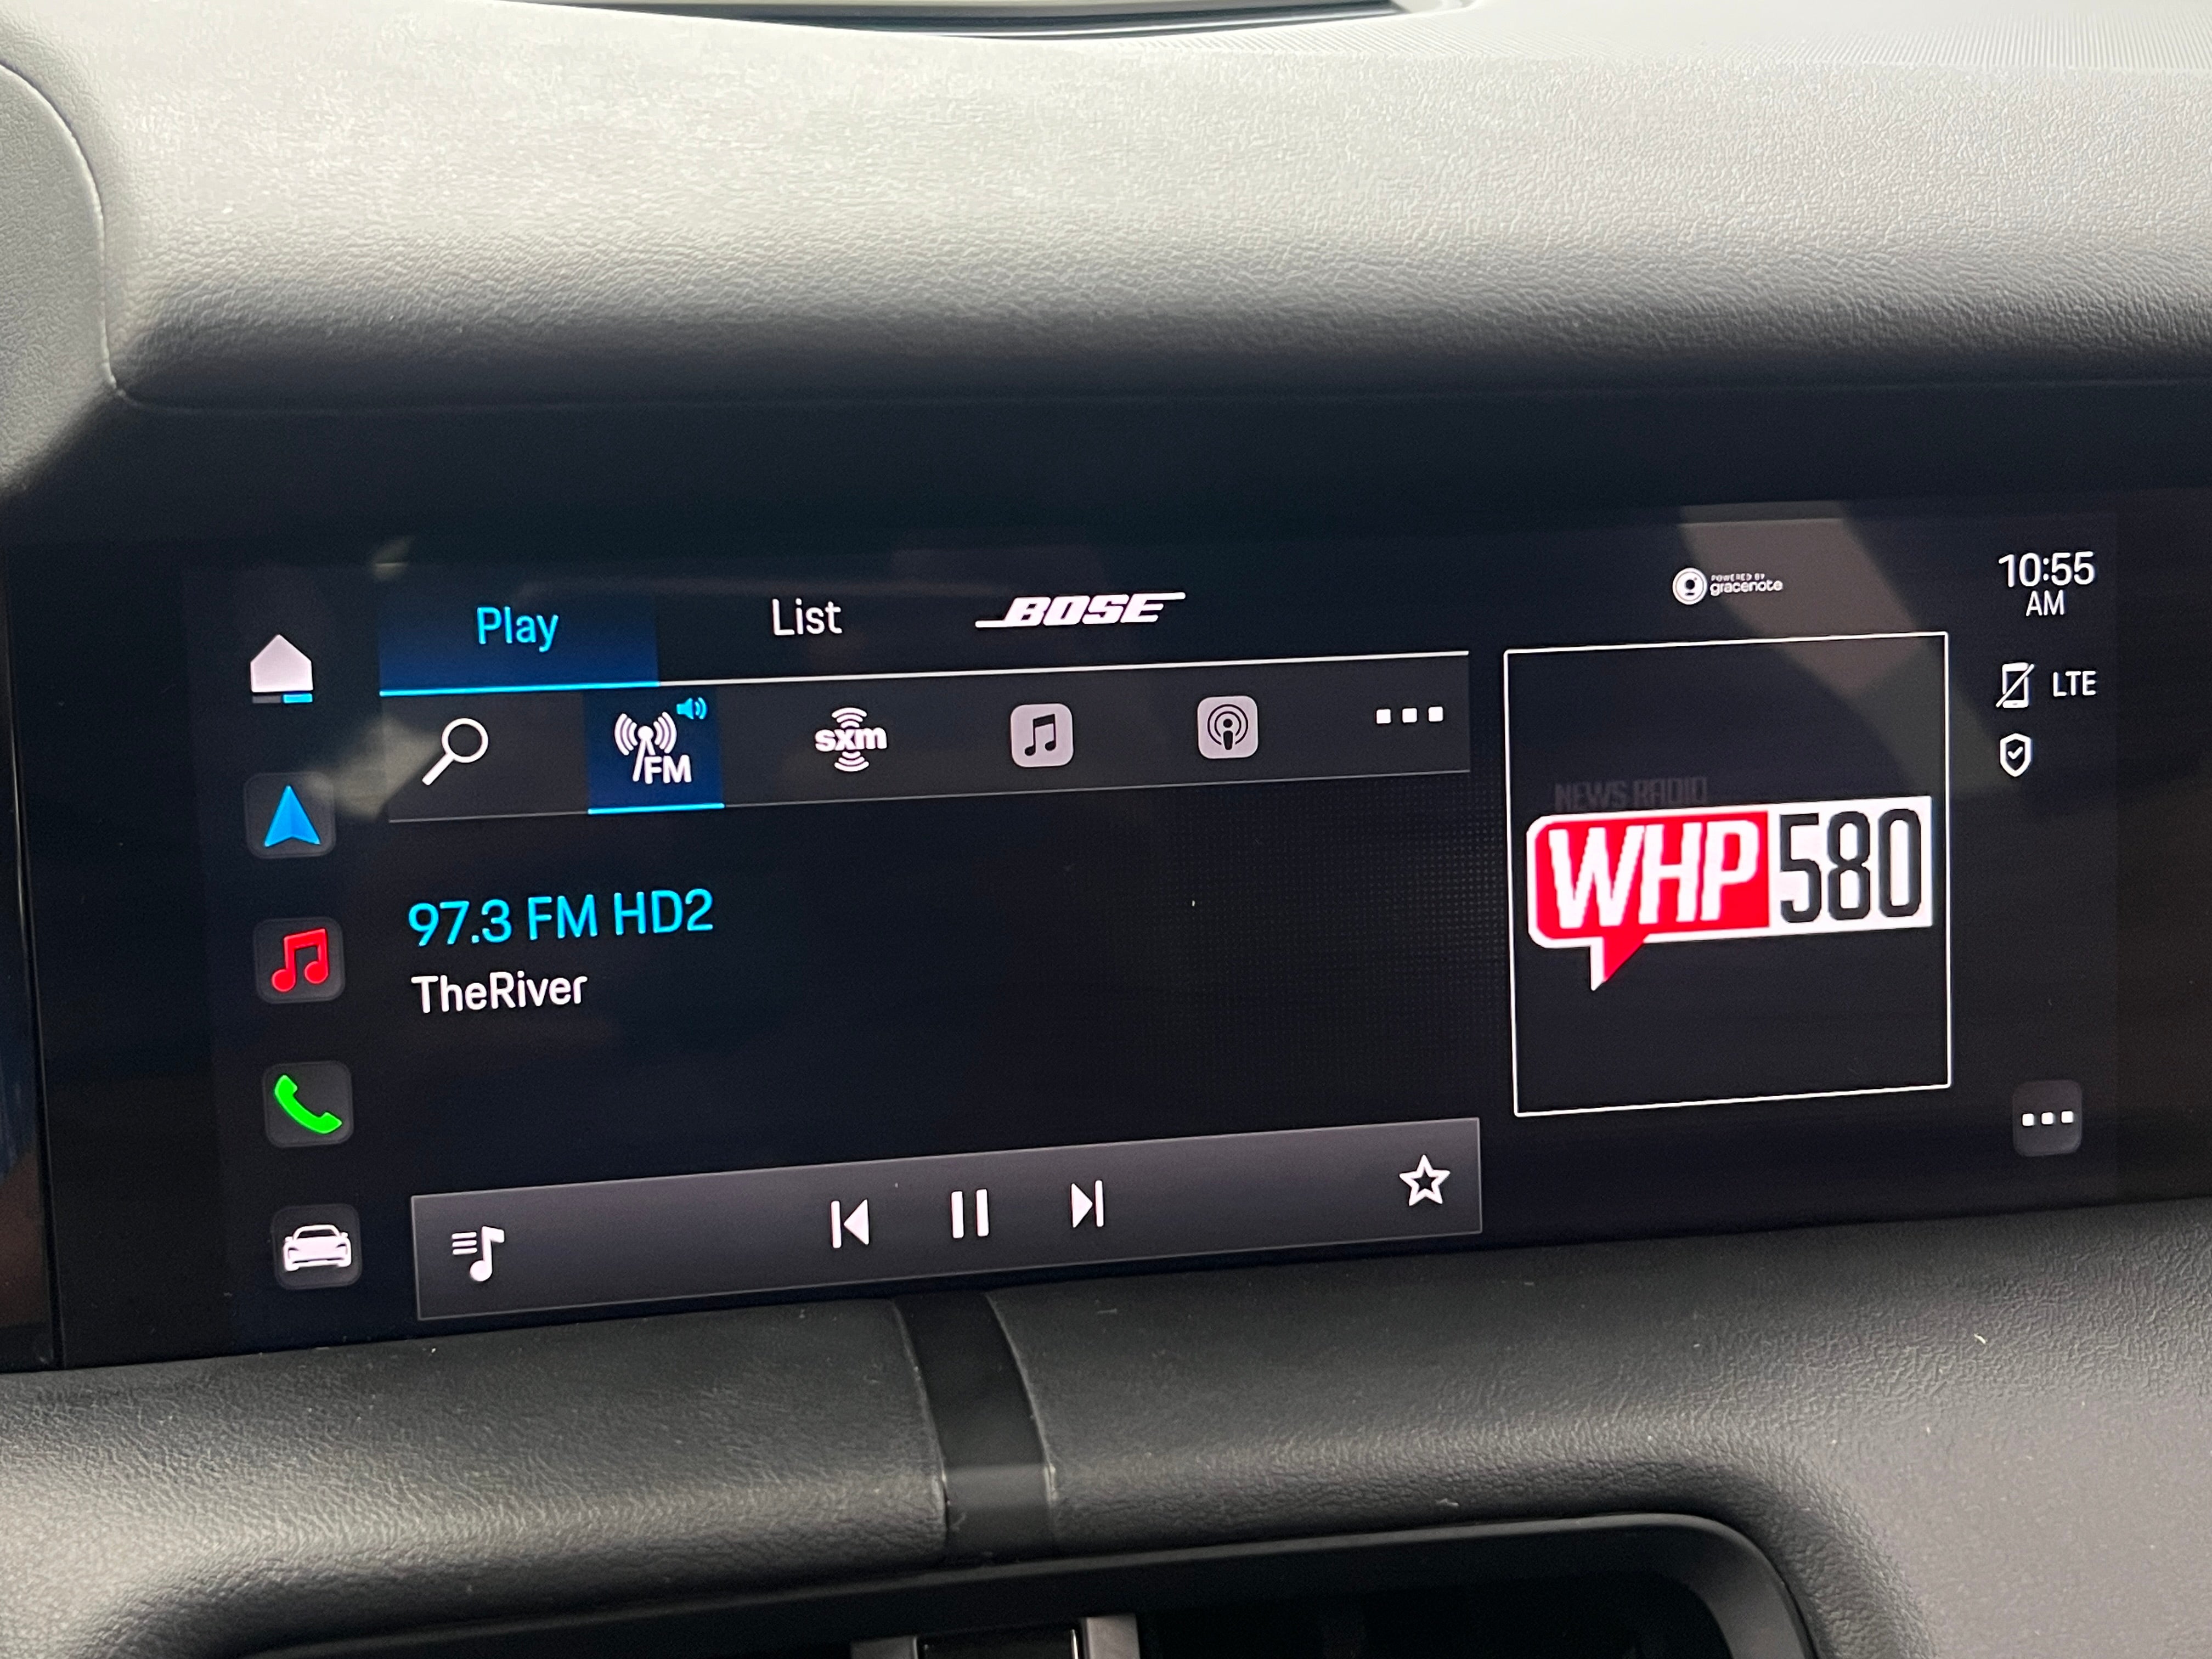 Play
List
BOSE
POWERED BY
gracenote
10:55
AM
FM
sxm
LTE
NEWS RADIO
WHP 580
97.3 FM HD2
TheRiver